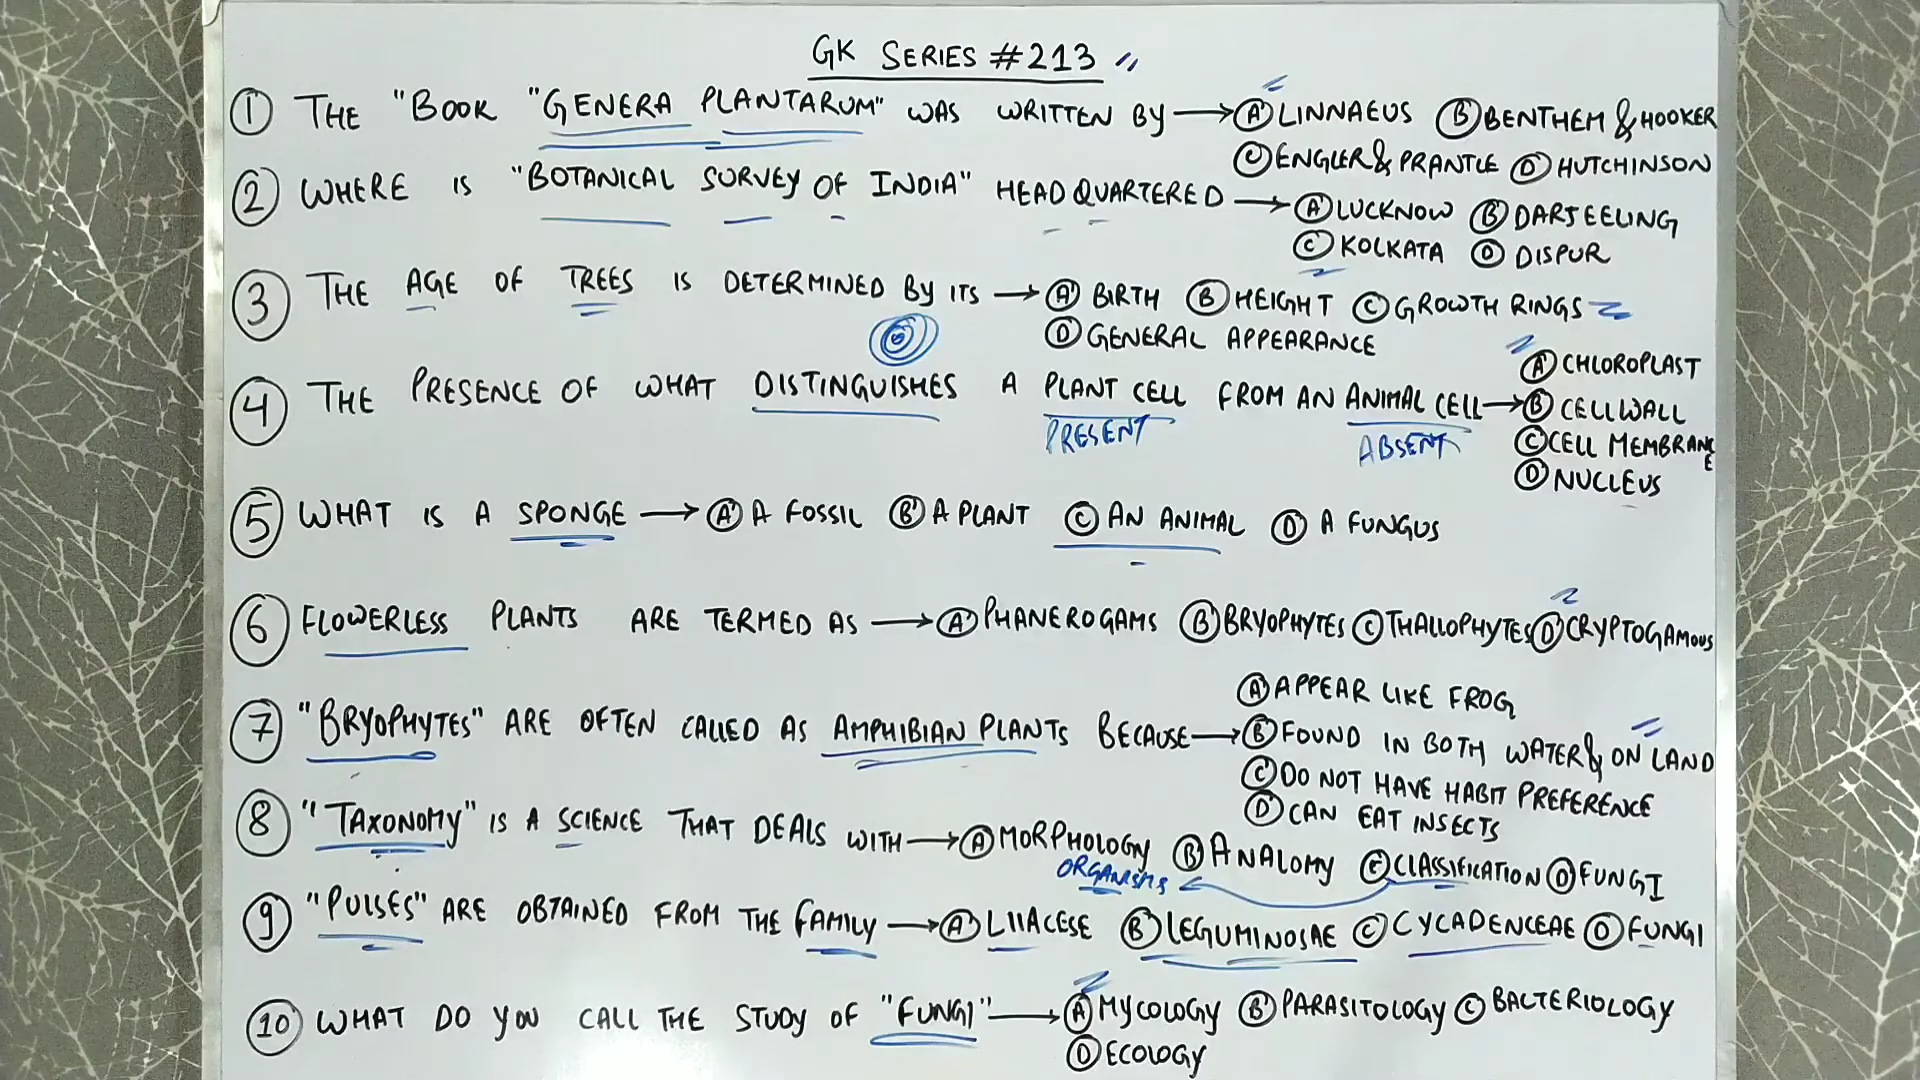 GK SERIES #213
① THE "BOOK "GENERA PLANTARUM" WAS WRITTEN BY → Ⓐ LINNAEUS Ⓑ BENTHEM & HOOKER
Ⓒ ENGLER & PRANTLE Ⓓ HUTCHINSON
② WHERE IS "BOTANICAL SURVEY OF INDIA" HEAD QUARTERED → Ⓐ LUCKNOW Ⓑ DARJEELING
Ⓒ KOLKATA Ⓓ DISPUR
③ THE AGE OF TREES IS DETERMINED BY ITS → Ⓐ BIRTH Ⓑ HEIGHT Ⓒ GROWTH RINGS
Ⓓ GENERAL APPEARANCE
④ THE PRESENCE OF WHAT DISTINGUISHES A PLANT CELL FROM AN ANIMAL CELL → Ⓐ CHLOROPLAST
Ⓑ CELLWALL
PRESENT ABSENT
Ⓒ CELL MEMBRANE
Ⓓ NUCLEUS
⑤ WHAT IS A SPONGE → Ⓐ A FOSSIL Ⓑ A PLANT Ⓒ AN ANIMAL Ⓓ A FUNGUS
⑥ FLOWERLESS PLANTS ARE TERMED AS → Ⓐ PHANEROGAMS Ⓑ BRYOPHYTES Ⓒ THALLOPHYTES Ⓓ CRYPTOGAMOUS
⑦ "BRYOPHYTES" ARE OFTEN CALLED AS AMPHIBIAN PLANTS BECAUSE → Ⓐ APPEAR LIKE FROG
Ⓑ FOUND IN BOTH WATER & ON LAND
Ⓒ DO NOT HAVE HABIT PREFERENCE
Ⓓ CAN EAT INSECTS
⑧ "TAXONOMY" IS A SCIENCE THAT DEALS WITH → Ⓐ MORPHOLOGY Ⓑ ANALOMY Ⓒ CLASSIFICATION Ⓓ FUNGI
ORGANISMS
⑨ "PULSES" ARE OBTAINED FROM THE FAMILY → Ⓐ LIIACESE Ⓑ LEGUMINOSAE Ⓒ CYCADENCEAE Ⓓ FUNGI
⑩ WHAT DO YOU CALL THE STUDY OF "FUNGI" → Ⓐ MYCOLOGY Ⓑ PARASITOLOGY Ⓒ BACTERIOLOGY
Ⓓ ECOLOGY